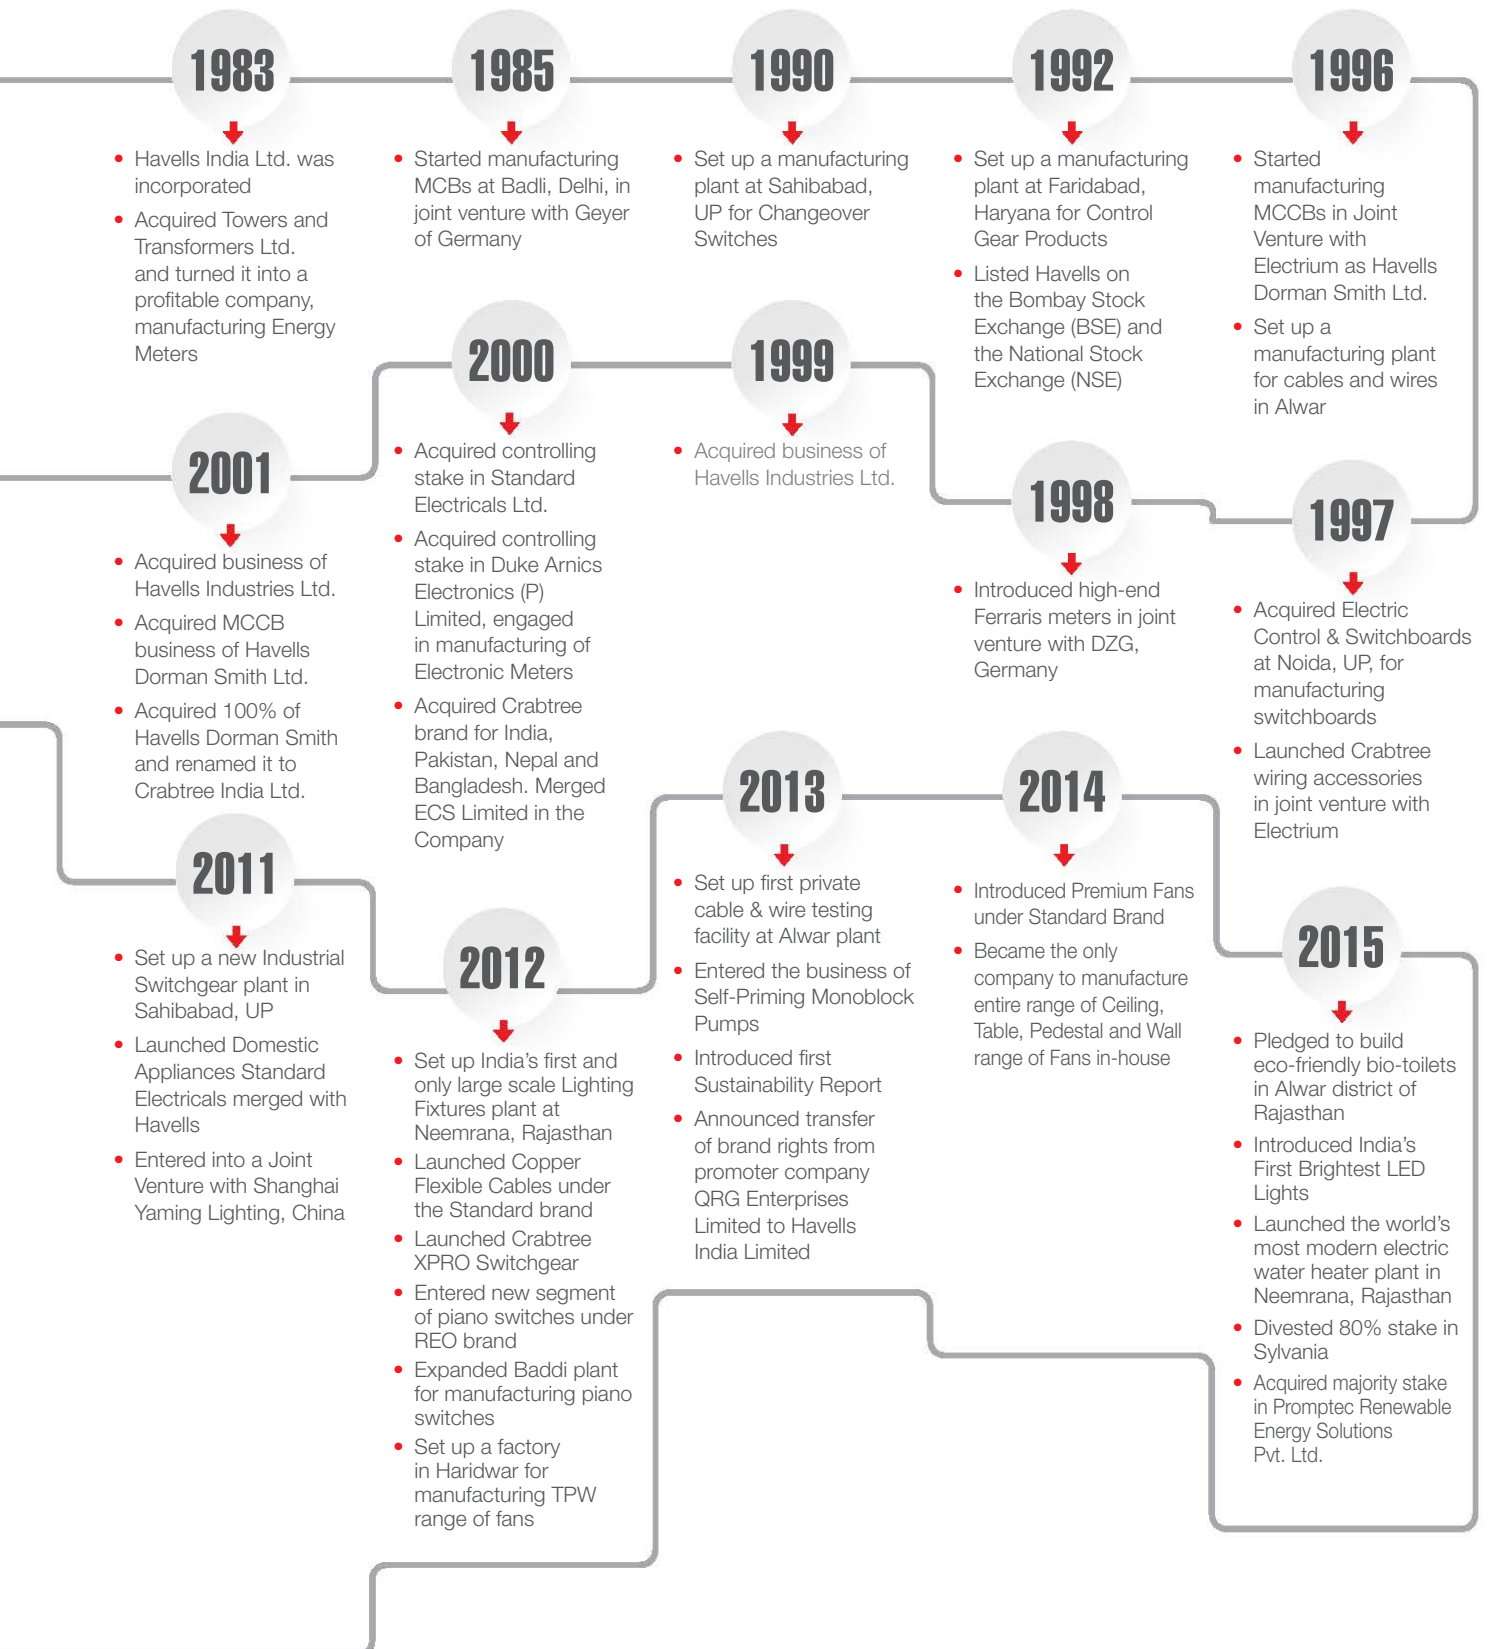 1983
• Havells India Ltd. was
incorporated
• Acquired Towers and
Transformers Ltd.
and turned it into a
profitable company,
manufacturing Energy
Meters
1985
• Started manufacturing
MCBs at Badli, Delhi, in
joint venture with Geyer
of Germany
1990
• Set up a manufacturing
plant at Sahibabad,
UP for Changeover
Switches
1992
• Set up a manufacturing
plant at Faridabad,
Haryana for Control
Gear Products
• Listed Havells on
the Bombay Stock
Exchange (BSE) and
the National Stock
Exchange (NSE)
1996
• Started
manufacturing
MCCBs in Joint
Venture with
Electrium as Havells
Dorman Smith Ltd.
• Set up a
manufacturing plant
for cables and wires
in Alwar
1997
• Acquired Electric
Control & Switchboards
at Noida, UP, for
manufacturing
switchboards
• Launched Crabtree
wiring accessories
in joint venture with
Electrium
1998
• Introduced high-end
Ferraris meters in joint
venture with DZG,
Germany
1999
• Acquired business of
Havells Industries Ltd.
2000
• Acquired controlling
stake in Standard
Electricals Ltd.
• Acquired controlling
stake in Duke Arnics
Electronics (P)
Limited, engaged
in manufacturing of
Electronic Meters
• Acquired Crabtree
brand for India,
Pakistan, Nepal and
Bangladesh. Merged
ECS Limited in the
Company
2001
• Acquired business of
Havells Industries Ltd.
• Acquired MCCB
business of Havells
Dorman Smith Ltd.
• Acquired 100% of
Havells Dorman Smith
and renamed it to
Crabtree India Ltd.
2011
• Set up a new Industrial
Switchgear plant in
Sahibabad, UP
• Launched Domestic
Appliances Standard
Electricals merged with
Havells
• Entered into a Joint
Venture with Shanghai
Yaming Lighting, China
2012
• Set up India’s first and
only large scale Lighting
Fixtures plant at
Neemrana, Rajasthan
• Launched Copper
Flexible Cables under
the Standard brand
• Launched Crabtree
XPRO Switchgear
• Entered new segment
of piano switches under
REO brand
• Expanded Baddi plant
for manufacturing piano
switches
• Set up a factory
in Haridwar for
manufacturing TPW
range of fans
2013
• Set up first private
cable & wire testing
facility at Alwar plant
• Entered the business of
Self-Priming Monoblock
Pumps
• Introduced first
Sustainability Report
• Announced transfer
of brand rights from
promoter company
QRG Enterprises
Limited to Havells
India Limited
2014
• Introduced Premium Fans
under Standard Brand
• Became the only
company to manufacture
entire range of Ceiling,
Table, Pedestal and Wall
range of Fans in-house
2015
• Pledged to build
eco-friendly bio-toilets
in Alwar district of
Rajasthan
• Introduced India’s
First Brightest LED
Lights
• Launched the world’s
most modern electric
water heater plant in
Neemrana, Rajasthan
• Divested 80% stake in
Sylvania
• Acquired majority stake
in Promptec Renewable
Energy Solutions
Pvt. Ltd.